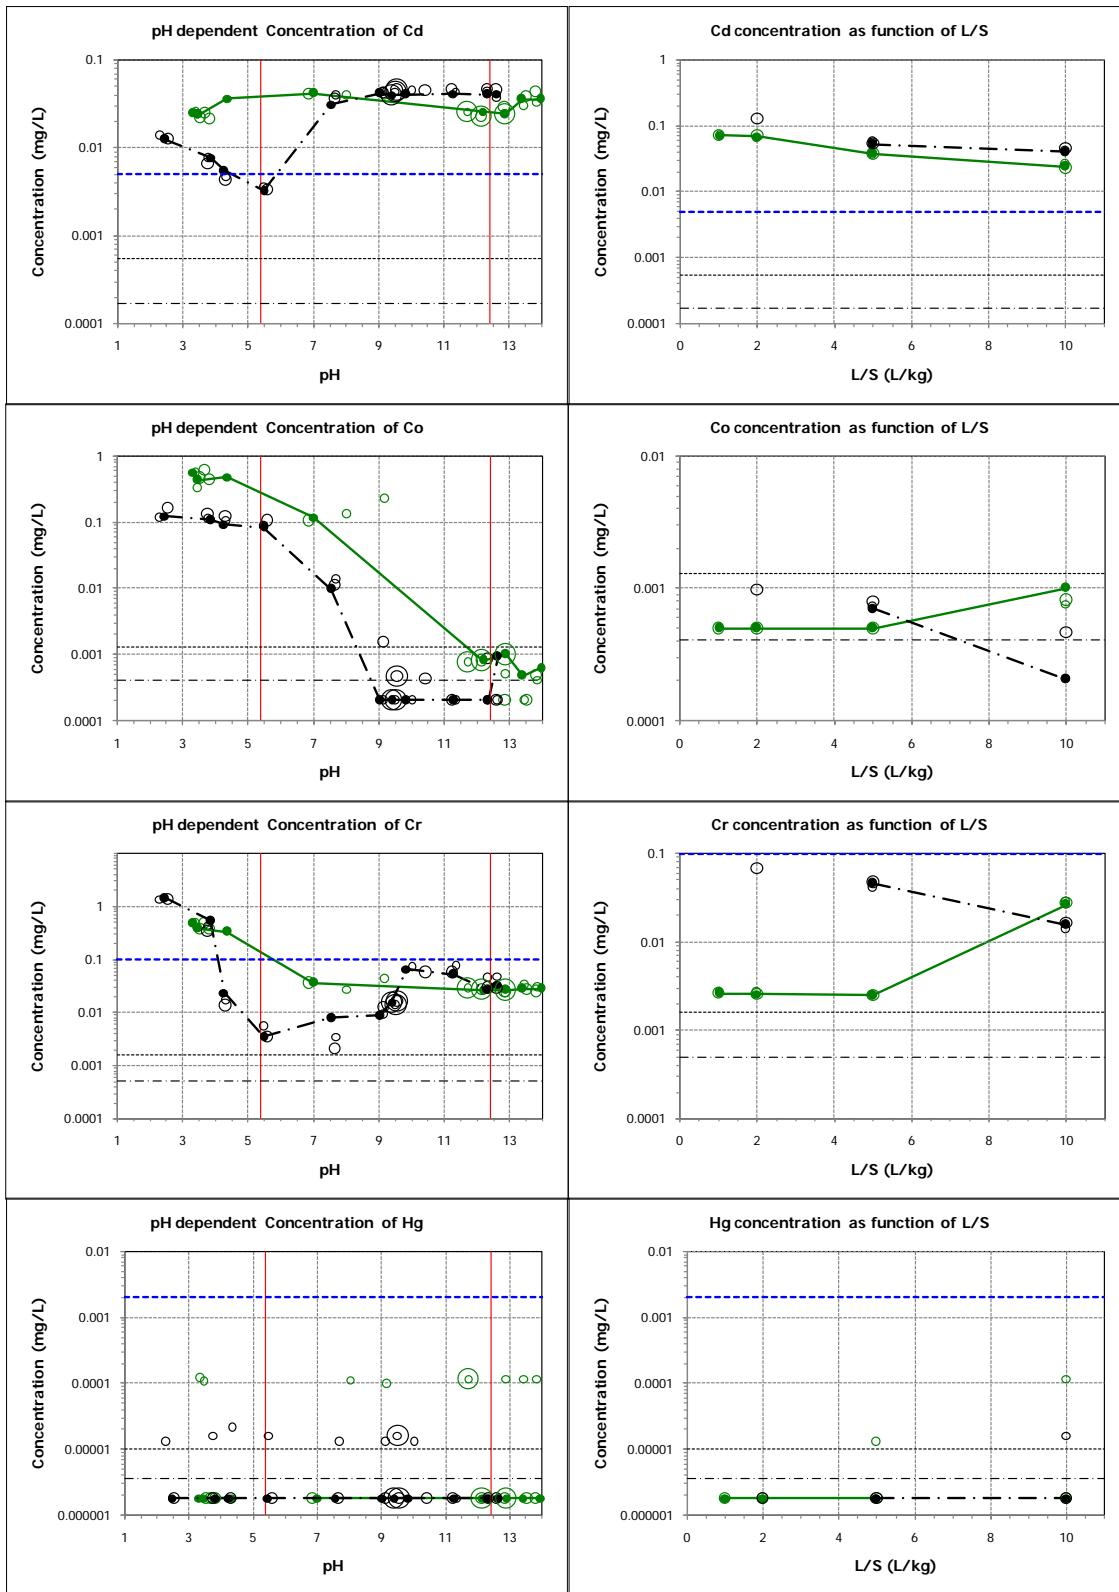 pH dependent Concentration of Cd
Concentration (mg/L)
0.1
0.01
0.001
0.0001
1 3 5 7 9 11 13
pH
Cd concentration as function of L/S
Concentration (mg/L)
1
0.1
0.01
0.001
0.0001
0 2 4 6 8 10
L/S (L/kg)
pH dependent Concentration of Co
Concentration (mg/L)
1
0.1
0.01
0.001
0.0001
1 3 5 7 9 11 13
pH
Co concentration as function of L/S
Concentration (mg/L)
0.01
0.001
0.0001
0 2 4 6 8 10
L/S (L/kg)
pH dependent Concentration of Cr
Concentration (mg/L)
1
0.1
0.01
0.001
0.0001
1 3 5 7 9 11 13
pH
Cr concentration as function of L/S
Concentration (mg/L)
0.1
0.01
0.001
0.0001
0 2 4 6 8 10
L/S (L/kg)
pH dependent Concentration of Hg
Concentration (mg/L)
0.01
0.001
0.0001
0.00001
0.000001
1 3 5 7 9 11 13
pH
Hg concentration as function of L/S
Concentration (mg/L)
0.01
0.001
0.0001
0.00001
0.000001
0 2 4 6 8 10
L/S (L/kg)